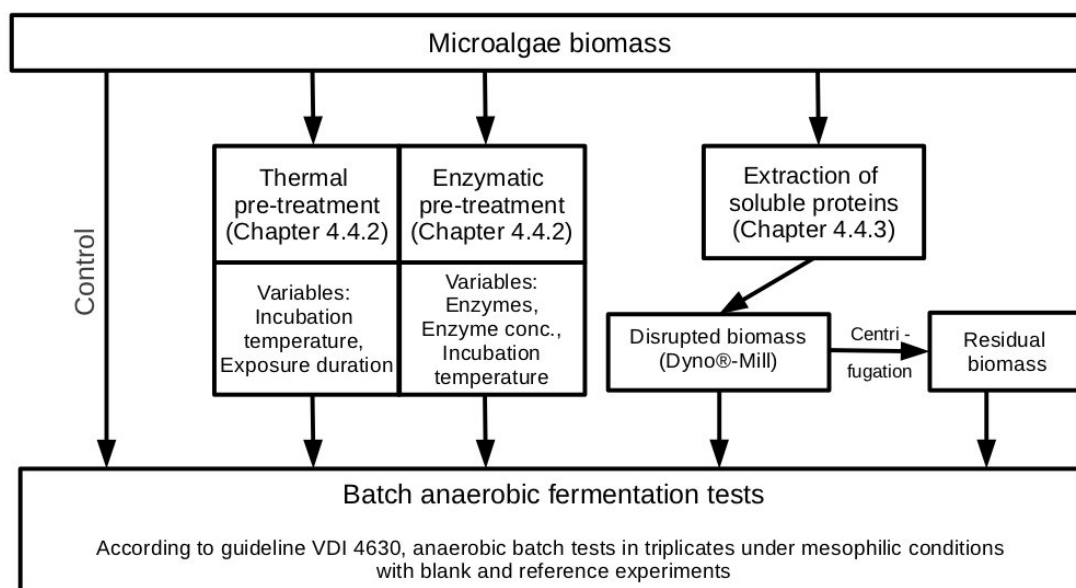 Microalgae biomass
Control
Thermal
pre-treatment
(Chapter 4.4.2)
Variables:
Incubation
temperature,
Exposure duration
Enzymatic
pre-treatment
(Chapter 4.4.2)
Variables:
Enzymes,
Enzyme conc.,
Incubation
temperature
Extraction of
soluble proteins
(Chapter 4.4.3)
Disrupted biomass
(Dyno®-Mill)
Centri -
fugation
Residual
biomass
Batch anaerobic fermentation tests
According to guideline VDI 4630, anaerobic batch tests in triplicates under mesophilic conditions
with blank and reference experiments